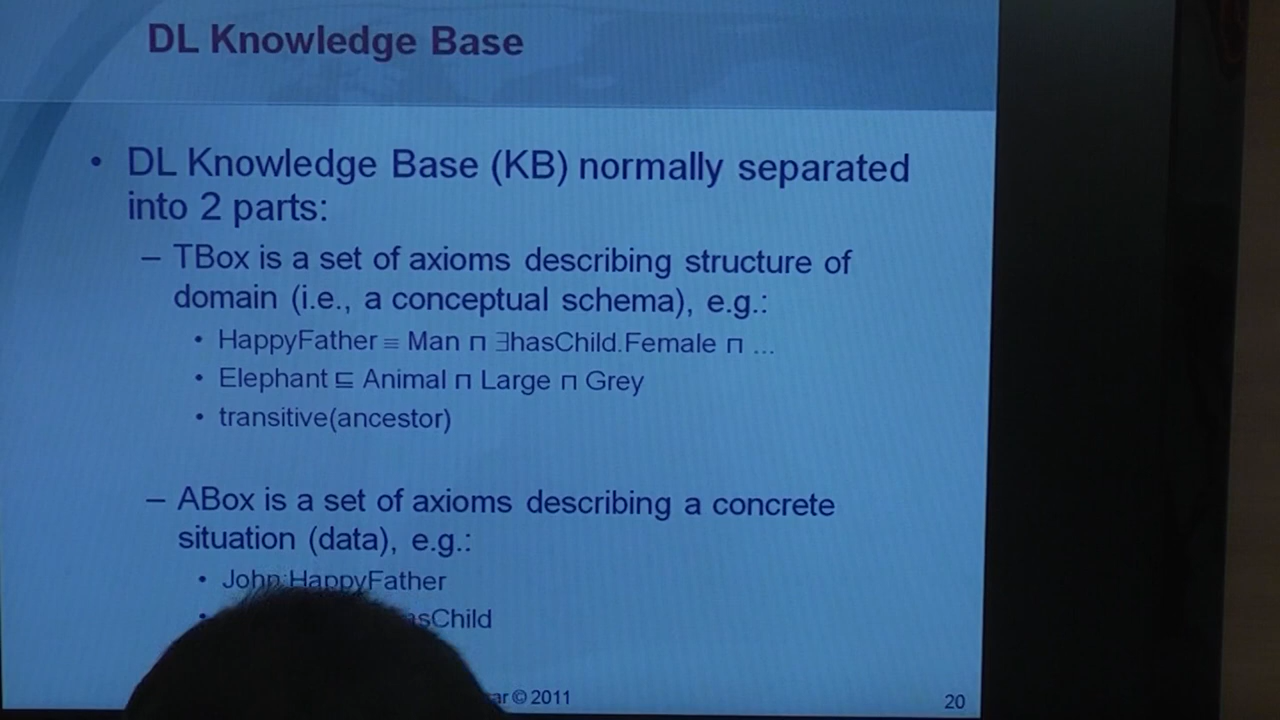 DL Knowledge Base
• DL Knowledge Base (KB) normally separated
into 2 parts:
– TBox is a set of axioms describing structure of
domain (i.e., a conceptual schema), e.g.:
• HappyFather ≡ Man ⊓ ∃hasChild.Female ⊓ ...
• Elephant ⊑ Animal ⊓ Large ⊓ Grey
• transitive(ancestor)
– ABox is a set of axioms describing a concrete
situation (data), e.g.:
• John:HappyFather
• asChild
ar © 2011
20